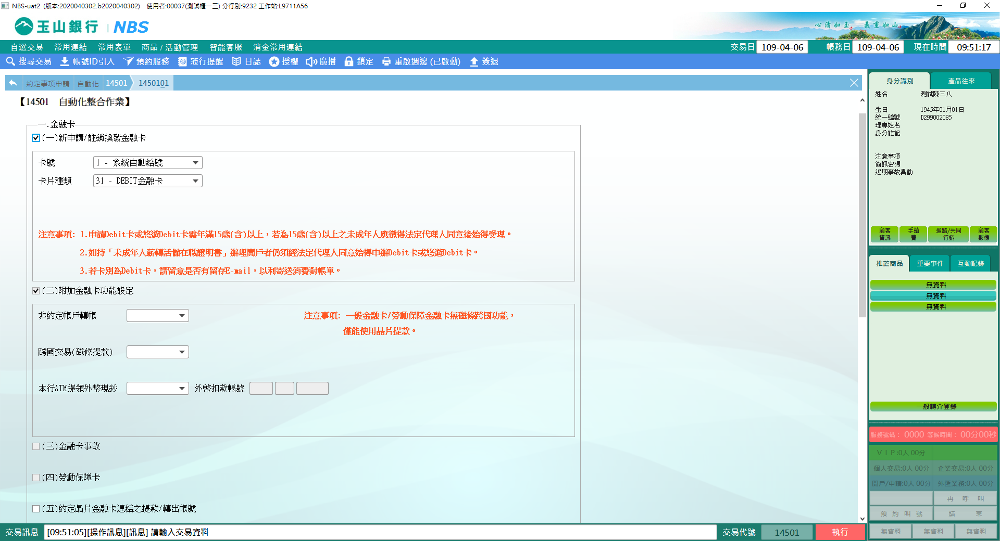 NBS-uat2 (版本:2020040302.b2020040302) 使用者:00037(測試櫃一三) 分行別:9232 工作站:L9711A56
玉山銀行 | NBS
心清如玉 義重如山
自選交易 常用連結 常用表單 商品 / 活動管理 智能客服 消金常用連結 交易日 109-04-06 帳務日 109-04-06 現在時間 09:51:17
搜尋交易 帳號ID引入 預約服務 蒞行提醒 日誌 授權 廣播 鎖定 重啟週邊 (已啟動) 簽退
約定事項申請 自動化 14501 1450101
【14501 自動化整合作業】
一.金融卡
(一)新申請/註銷換發金融卡
卡號 1 - 系統自動給號
卡片種類 31 - DEBIT金融卡
注意事項: 1.申請Debit卡或悠遊Debit卡需年滿15歲(含)以上，若為15歲(含)以上之未成年人應徵得法定代理人同意後始得受理。
2.如持「未成年人薪轉活儲在職證明書」辦理開戶者仍須經法定代理人同意始得申辦Debit卡或悠遊Debit卡。
3.若卡別為Debit卡，請留意是否有留存E-mail，以利寄送消費對帳單。
(二)附加金融卡功能設定
非約定帳戶轉帳
注意事項: 一般金融卡/勞動保障金融卡無磁條跨國功能，
僅能使用晶片提款。
跨國交易(磁條提款)
本行ATM提領外幣現鈔 外幣扣款帳號
(三)金融卡事故
(四)勞動保障卡
(五)約定晶片金融卡連結之提款/轉出帳號
交易訊息 [09:51:05][操作訊息][訊息] 請輸入交易資料 交易代號 14501 執行
身分識別 產品往來
姓名 測試陳三八
生日 1945年01月01日
統一編號 D299002085
理專姓名
身分註記
注意事項
簡訊密碼
近期事故異動
顧客資訊 手續費 通路/共同行銷 顧客影像
推薦商品 重要事件 互動記錄
無資料
無資料
無資料
一般轉介登錄
服務號碼： 0000 等候時間： 00分00秒
ＶＩＰ:0人 00分
個人交易:0人 00分 企業交易:0人 00分
開戶/申請:0人 00分 外匯業務:0人 00分
再 呼 叫
預 約 叫 號 結 束
無資料 無資料 無資料